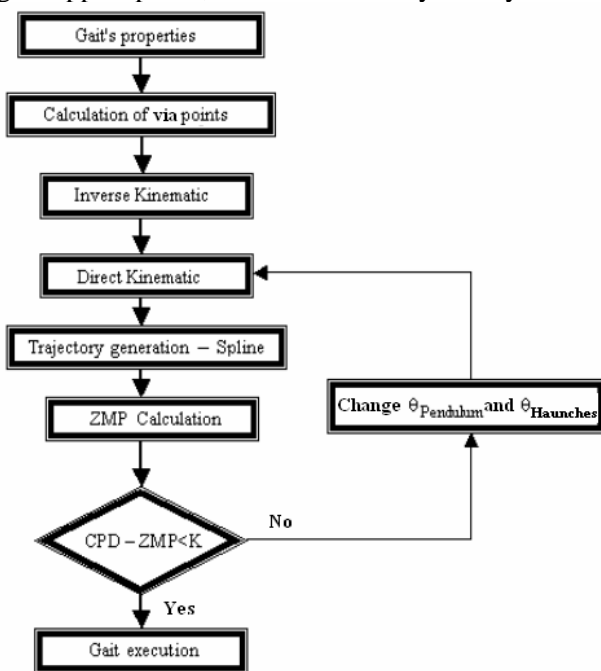 Gait's properties
Calculation of via points
Inverse Kinematic
Direct Kinematic
Trajectory generation – Spline
ZMP Calculation
Change θPendulum and θHaunches
CPD – ZMP<K
No
Yes
Gait execution